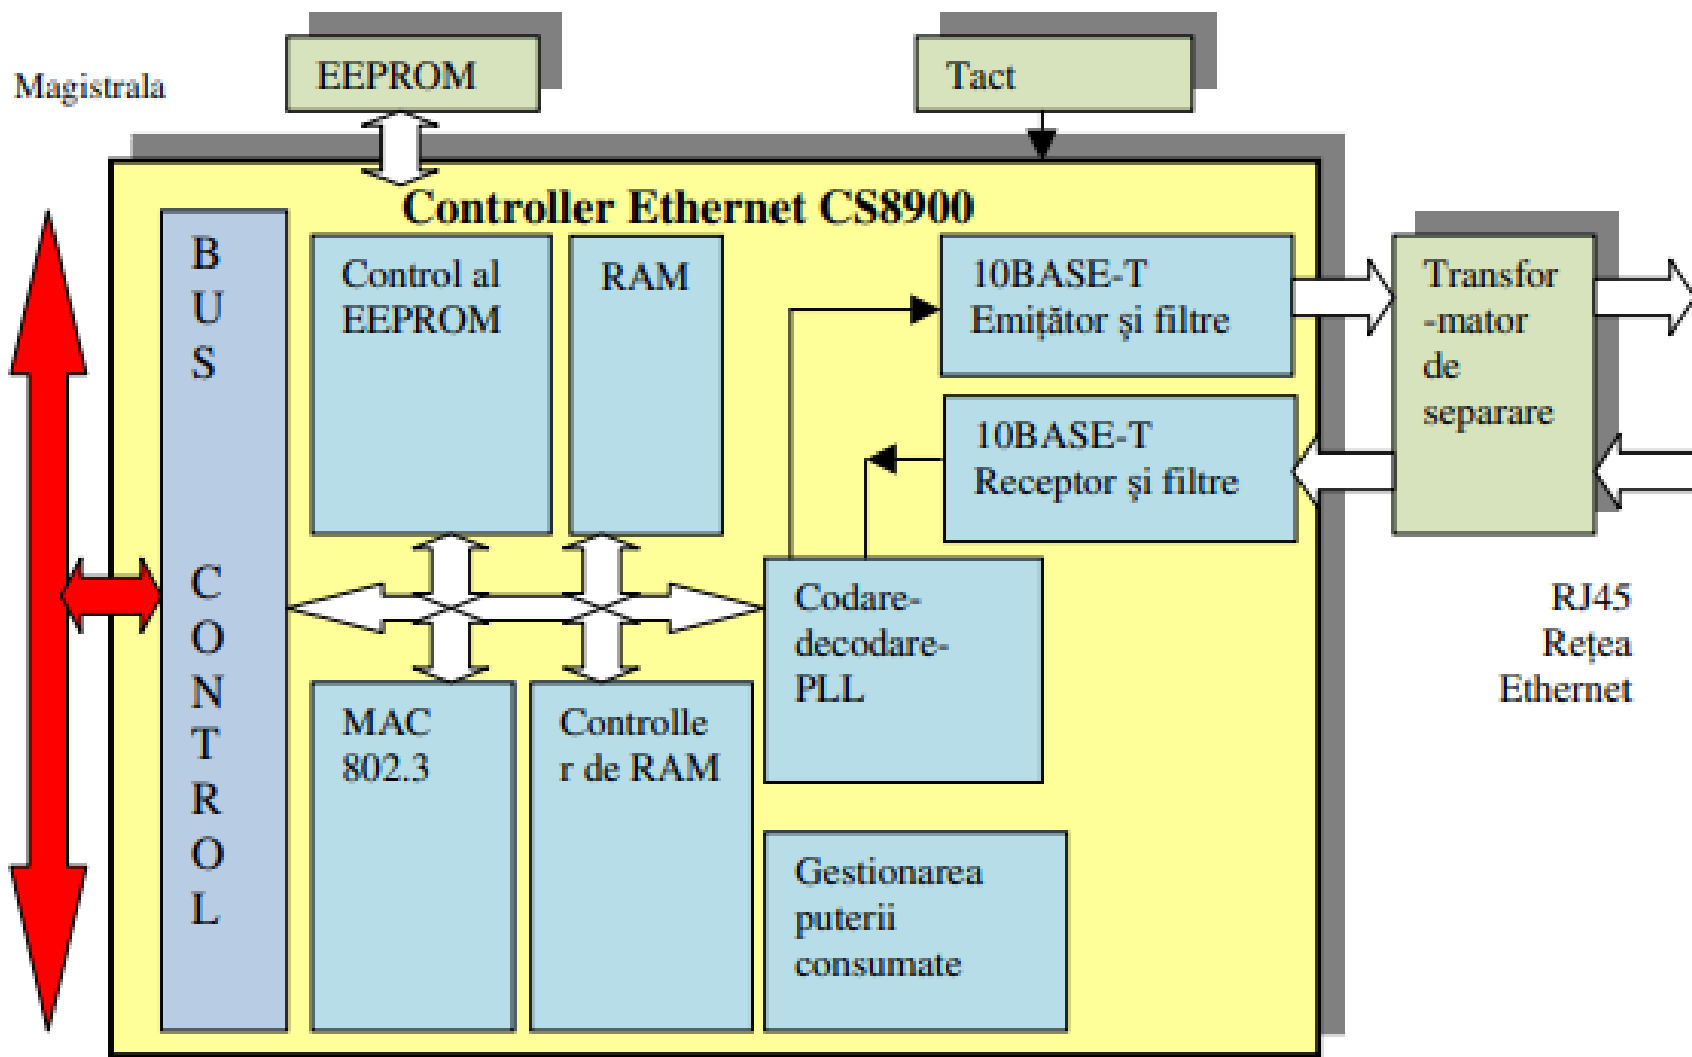 Magistrala
EEPROM
Tact
Controller Ethernet CS8900
B
U
S
C
O
N
T
R
O
L
Control al
EEPROM
RAM
10BASE-T
Emițător și filtre
10BASE-T
Receptor și filtre
Transfor
-mator
de
separare
MAC
802.3
Controlle
r de RAM
Codare-
decodare-
PLL
Gestionarea
puterii
consumate
RJ45
Rețea
Ethernet